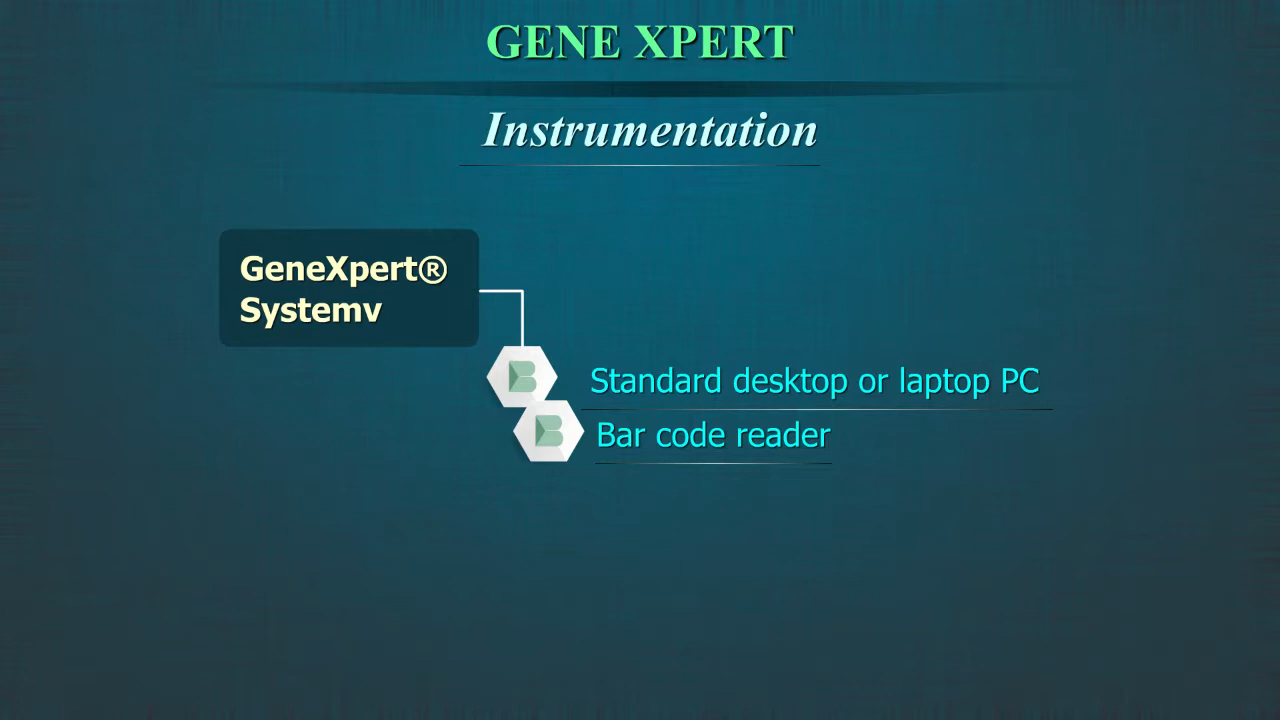 GENE XPERT
Instrumentation
GeneXpert®
Systemv
Standard desktop or laptop PC
Bar code reader